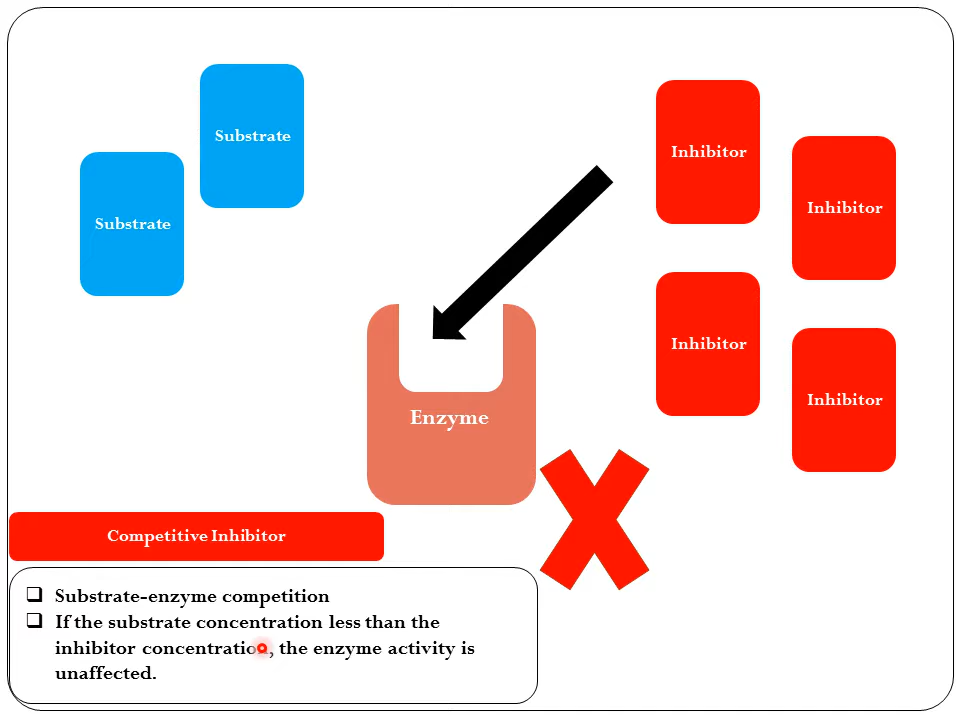 Substrate
Inhibitor
Substrate
Inhibitor
Inhibitor
Inhibitor
Enzyme
Competitive Inhibitor
Substrate-enzyme competition
If the substrate concentration less than the
inhibitor concentration, the enzyme activity is
unaffected.